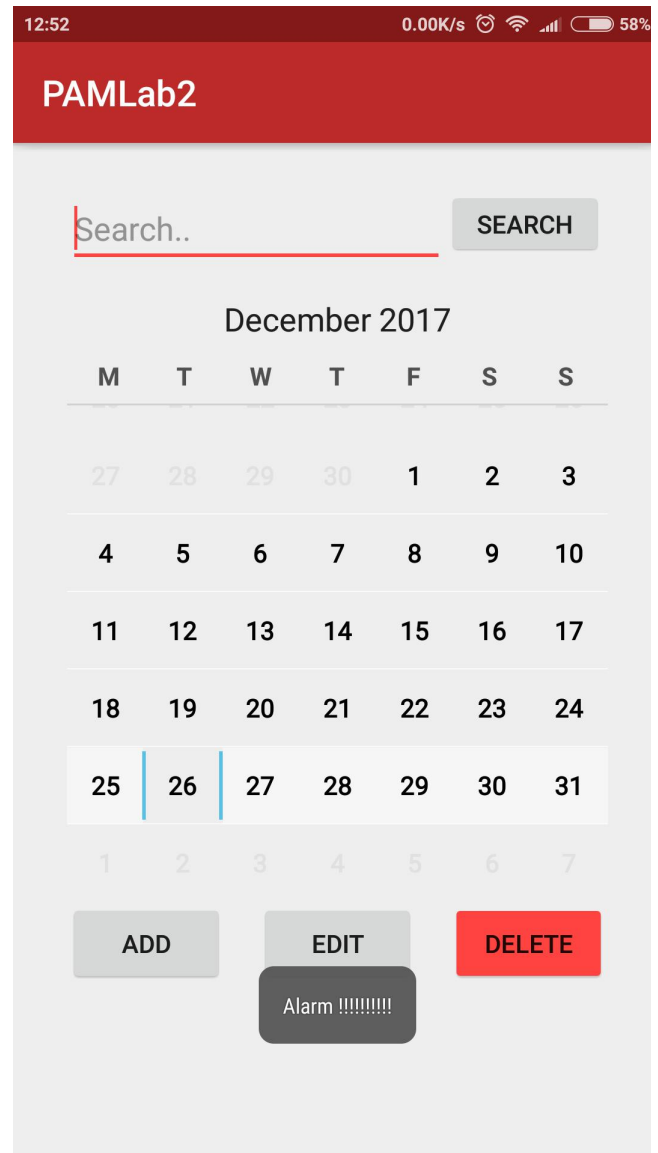 12:52 0.00K/s 58%
PAMLab2
Search.. SEARCH
December 2017
M T W T F S S
27 28 29 30 1 2 3
4 5 6 7 8 9 10
11 12 13 14 15 16 17
18 19 20 21 22 23 24
25 26 27 28 29 30 31
1 2 3 4 5 6 7
ADD EDIT DELETE
Alarm !!!!!!!!!!